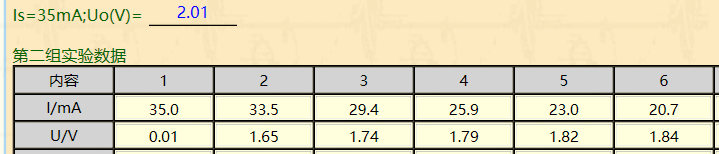 Is=35mA;Uo(V)= 2.01
第二组实验数据
内容 1 2 3 4 5 6
I/mA 35.0 33.5 29.4 25.9 23.0 20.7
U/V 0.01 1.65 1.74 1.79 1.82 1.84